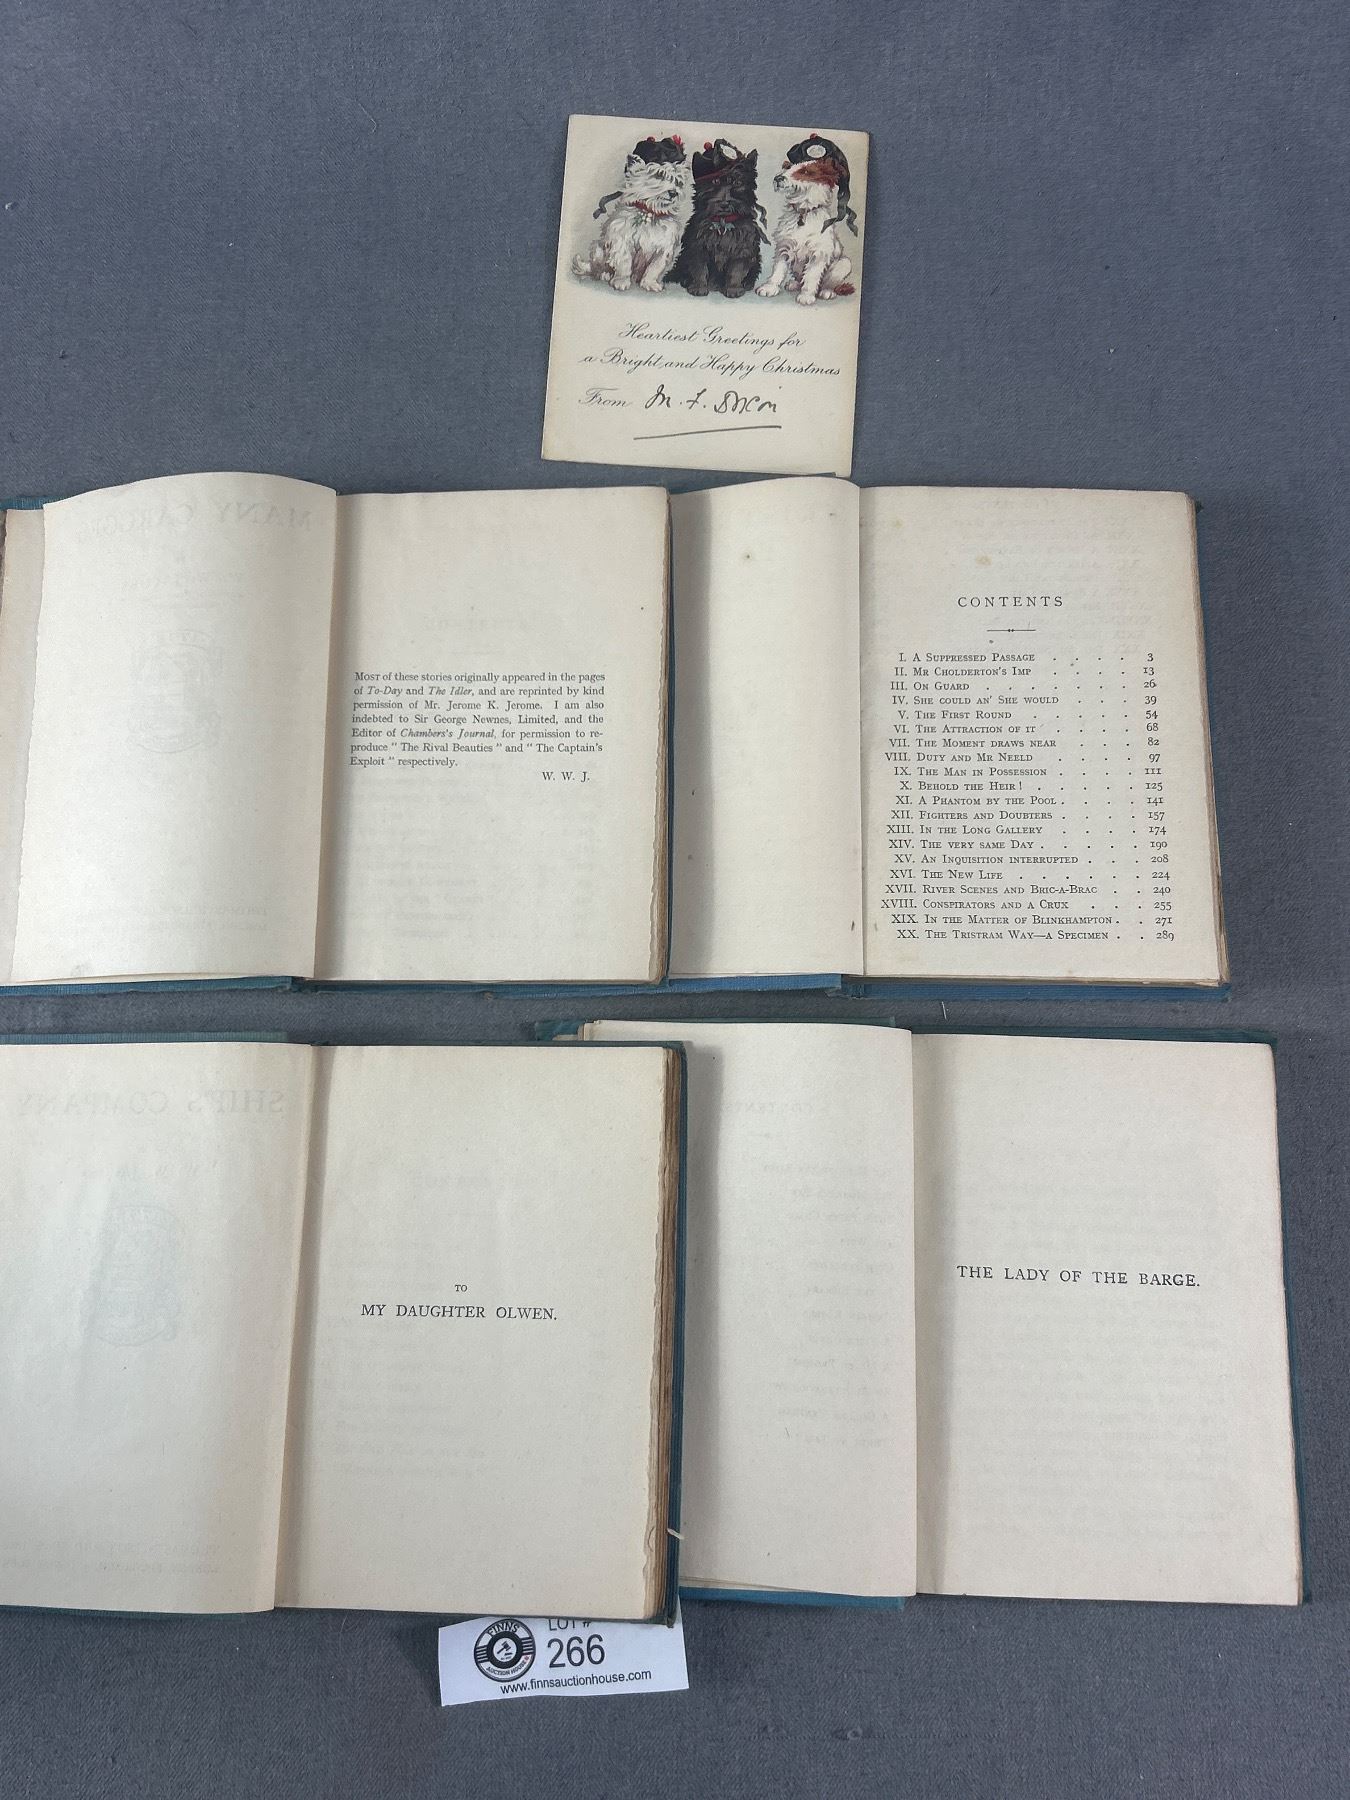 Heartiest Greetings for
a Bright and Happy Christmas
From M. F. Dixon
MANY CARGOES
MOST of these stories originally appeared in the pages
of To-Day and The Idler, and are reprinted by kind
permission of Mr. Jerome K. Jerome. I am also
indebted to Sir George Newnes, Limited, and the
Editor of Chambers's Journal, for permission to re-
produce " The Rival Beauties " and " The Captain's
Exploit " respectively.
W. W. J.
CONTENTS
I. A SUPPRESSED PASSAGE . . . . 3
II. MR CHOLDERTON'S IMP . . . . 13
III. ON GUARD . . . . . . . 26
IV. SHE COULD AN' SHE WOULD . . . 39
V. THE FIRST ROUND . . . . . 54
VI. THE ATTRACTION OF IT . . . . 68
VII. THE MOMENT DRAWS NEAR . . . 82
VIII. DUTY AND MR NEELD . . . . 97
IX. THE MAN IN POSSESSION . . . . 111
X. BEHOLD THE HEIR! . . . . . 125
XI. A PHANTOM BY THE POOL . . . . 141
XII. FIGHTERS AND DOUBTERS . . . . 157
XIII. IN THE LONG GALLERY . . . . 174
XIV. THE VERY SAME DAY . . . . . 190
XV. AN INQUISITION INTERRUPTED . . . 208
XVI. THE NEW LIFE . . . . . . 224
XVII. RIVER SCENES AND BRIC-A-BRAC . . 240
XVIII. CONSPIRATORS AND A CRUX . . . 255
XIX. IN THE MATTER OF BLINKHAMPTON . . 271
XX. THE TRISTRAM WAY—A SPECIMEN . . 289
SHIP'S COMPANY
TO
MY DAUGHTER OLWEN.
CONTENTS
THE LADY OF THE BARGE.
LOT #
266
FINNS
AUCTION HOUSE
www.finnsauctionhouse.com